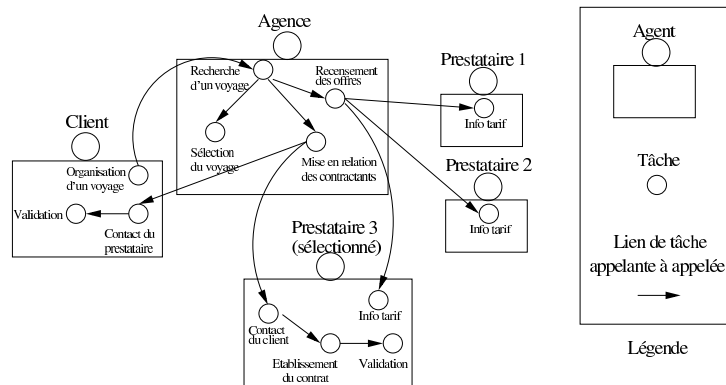 Agence
Recherche
d'un voyage
Recensement
des offres
Sélection
du voyage
Mise en relation
des contractants
Client
Organisation
d'un voyage
Validation
Contact du
prestataire
Prestataire 1
Info tarif
Prestataire 2
Info tarif
Prestataire 3
(sélectionné)
Info tarif
Contact
du client
Etablissement
du contrat
Validation
Agent
Tâche
Lien de tâche
appelante à appelée
Légende